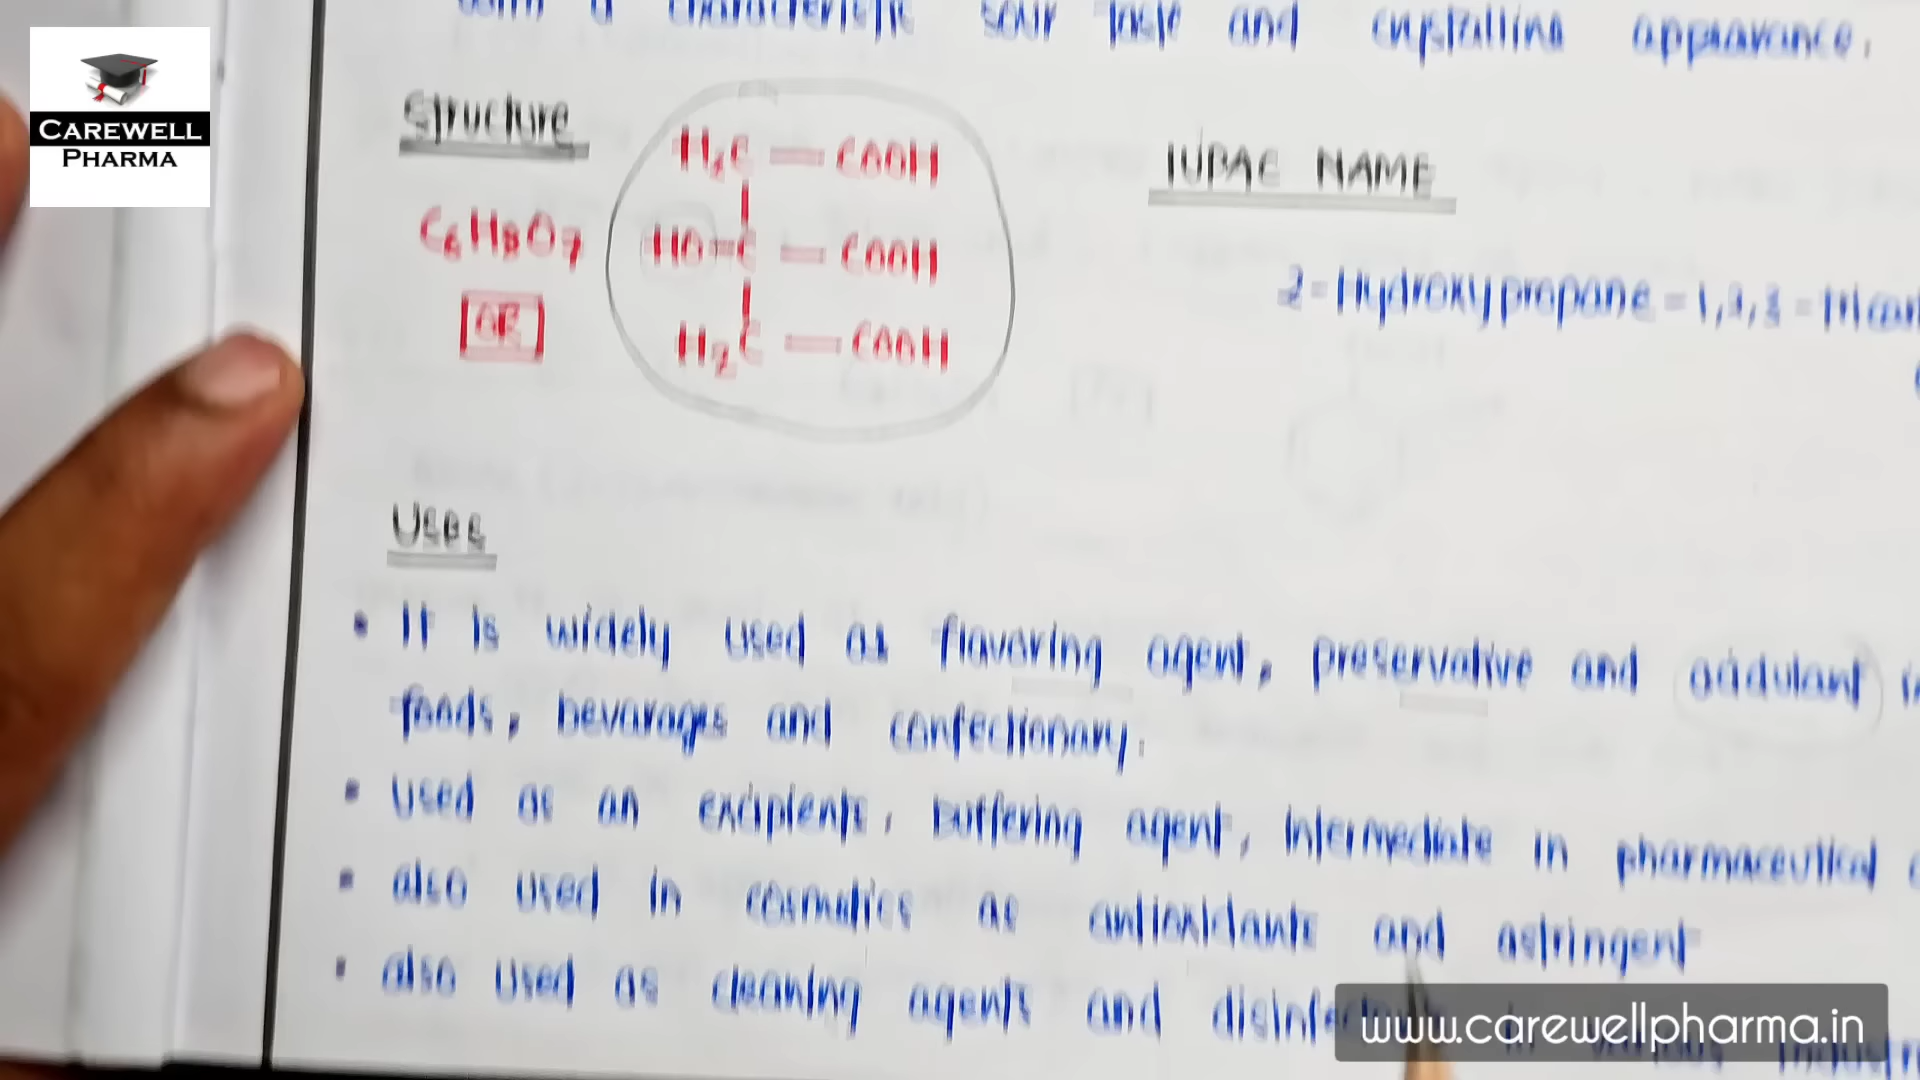 CAREWELL
PHARMA
with a characteristic sour taste and crystalline appearance.
Structure
H2C — COOH
IUPAC NAME
C6H8O7
HO-C — COOH
2-Hydroxypropane-1,2,3-
OR
H2C — COOH
USES
• It is widely used as flavoring agent, preservative and acidulant
foods, bevarages and confectionary.
• used as an excipients, buffering agent, intermediate in pharmaceutical
• also used in cosmetics as antioxidants and astringent
• also used as cleaning agents and
www.carewellpharma.in